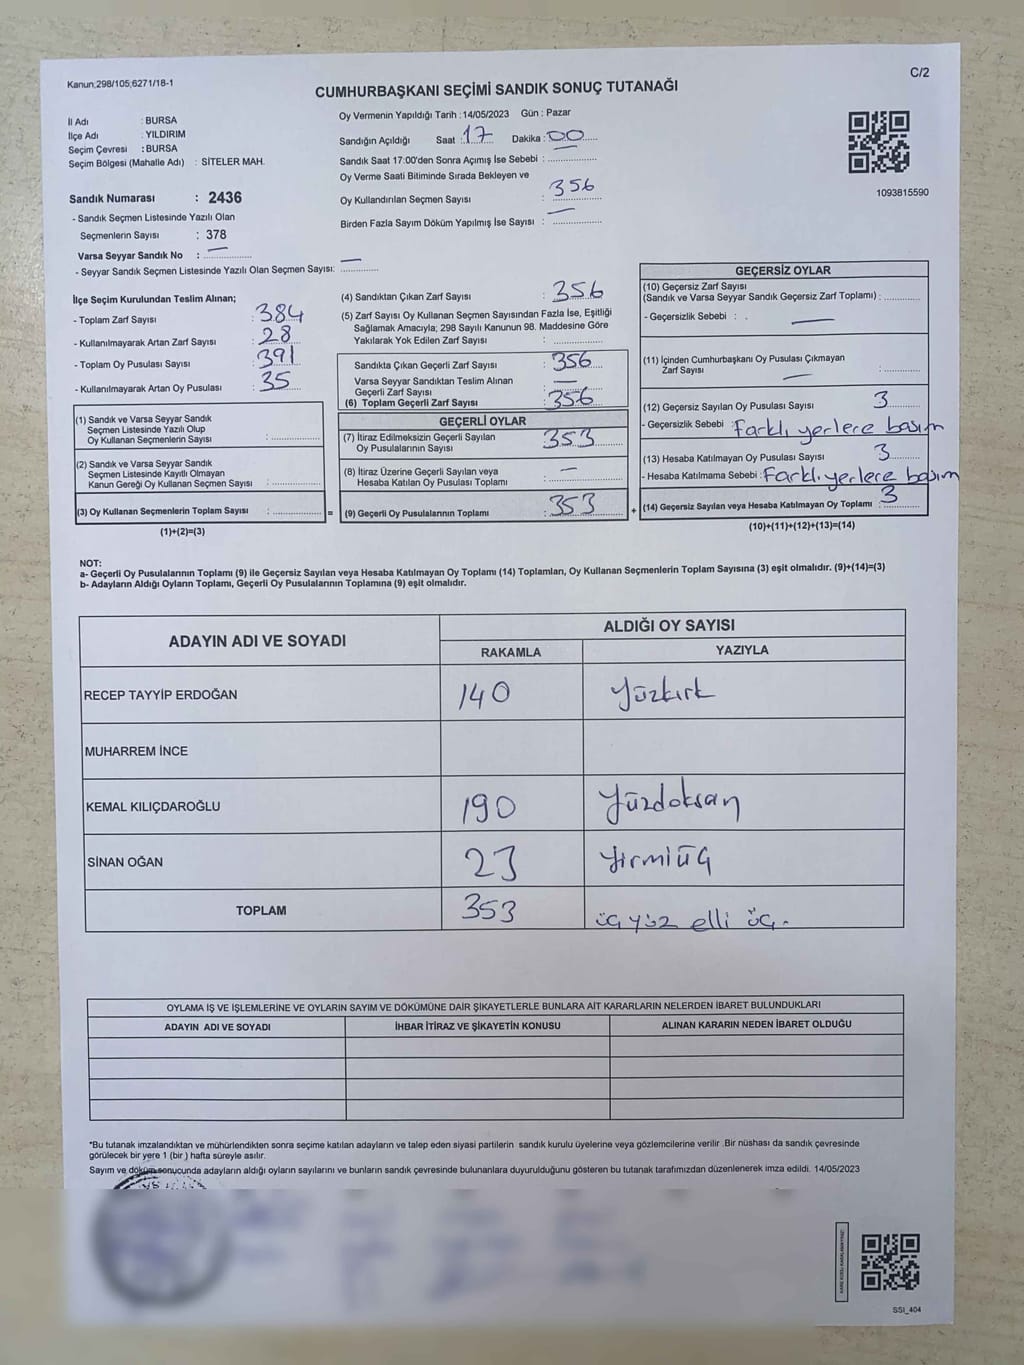 Kanun;298/105;6271/18-1
C/2
CUMHURBAŞKANI SEÇİMİ SANDIK SONUÇ TUTANAĞI
İl Adı : BURSA
İlçe Adı : YILDIRIM
Seçim Çevresi : BURSA
Seçim Bölgesi (Mahalle Adı) : SİTELER MAH.
Oy Vermenin Yapıldığı Tarih : 14/05/2023 Gün : Pazar
Sandığın Açıldığı Saat : 17 Dakika : 00
Sandık Saat 17:00'den Sonra Açımış İse Sebebi :
Oy Verme Saati Bitiminde Sırada Bekleyen ve
Oy Kullandırılan Seçmen Sayısı : 356
Birden Fazla Sayım Döküm Yapılmış İse Sayısı : —
1093815590
Sandık Numarası : 2436
- Sandık Seçmen Listesinde Yazılı Olan
Seçmenlerin Sayısı : 378
Varsa Seyyar Sandık No : —
- Seyyar Sandık Seçmen Listesinde Yazılı Olan Seçmen Sayısı: —
İlçe Seçim Kurulundan Teslim Alınan;
- Toplam Zarf Sayısı : 384
- Kullanılmayarak Artan Zarf Sayısı : 28
- Toplam Oy Pusulası Sayısı : 391
- Kullanılmayarak Artan Oy Pusulası : 35
(1) Sandık ve Varsa Seyyar Sandık
Seçmen Listesinde Yazılı Olup
Oy Kullanan Seçmenlerin Sayısı :
(2) Sandık ve Varsa Seyyar Sandık
Seçmen Listesinde Kayıtlı Olmayan
Kanun Gereği Oy Kullanan Seçmen Sayısı :
(3) Oy Kullanan Seçmenlerin Toplam Sayısı :
(1)+(2)=(3)
=
(4) Sandıktan Çıkan Zarf Sayısı : 356
(5) Zarf Sayısı Oy Kullanan Seçmen Sayısından Fazla İse, Eşitliği
Sağlamak Amacıyla; 298 Sayılı Kanunun 98. Maddesine Göre
Yakılarak Yok Edilen Zarf Sayısı :
Sandıkta Çıkan Geçerli Zarf Sayısı : 356
Varsa Seyyar Sandıktan Teslim Alınan
Geçerli Zarf Sayısı : —
(6) Toplam Geçerli Zarf Sayısı : 356
GEÇERLİ OYLAR
(7) İtiraz Edilmeksizin Geçerli Sayılan
Oy Pusulalarının Sayısı : 353
(8) İtiraz Üzerine Geçerli Sayılan veya
Hesaba Katılan Oy Pusulası Toplamı : —
(9) Geçerli Oy Pusulalarının Toplamı : 353
+
GEÇERSİZ OYLAR
(10) Geçersiz Zarf Sayısı
(Sandık ve Varsa Seyyar Sandık Geçersiz Zarf Toplamı) :
- Geçersizlik Sebebi : —
(11) İçinden Cumhurbaşkanı Oy Pusulası Çıkmayan
Zarf Sayısı : —
(12) Geçersiz Sayılan Oy Pusulası Sayısı 3
- Geçersizlik Sebebi : Farklı yerlere basım
(13) Hesaba Katılmayan Oy Pusulası Sayısı 3
- Hesaba Katılmama Sebebi : Farklı yerlere basım
(14) Geçersiz Sayılan veya Hesaba Katılmayan Oy Toplamı : 3
(10)+(11)+(12)+(13)=(14)
NOT:
a- Geçerli Oy Pusulalarının Toplamı (9) ile Geçersiz Sayılan veya Hesaba Katılmayan Oy Toplamı (14) Toplamları, Oy Kullanan Seçmenlerin Toplam Sayısına (3) eşit olmalıdır. (9)+(14)=(3)
b- Adayların Aldığı Oyların Toplamı, Geçerli Oy Pusulalarının Toplamına (9) eşit olmalıdır.
ADAYIN ADI VE SOYADI ALDIĞI OY SAYISI
RAKAMLA YAZIYLA
RECEP TAYYİP ERDOĞAN 140 Yüzkırk
MUHARREM İNCE
KEMAL KILIÇDAROĞLU 190 Yüzdoksan
SİNAN OĞAN 23 Yirmiüç
TOPLAM 353 üç yüz elli üç.
OYLAMA İŞ VE İŞLEMLERİNE VE OYLARIN SAYIM VE DÖKÜMÜNE DAİR ŞİKAYETLERLE BUNLARA AİT KARARLARIN NELERDEN İBARET BULUNDUKLARI
ADAYIN ADI VE SOYADI İHBAR İTİRAZ VE ŞİKAYETİN KONUSU ALINAN KARARIN NEDEN İBARET OLDUĞU
*Bu tutanak imzalandıktan ve mühürlendikten sonra seçime katılan adayların ve talep eden siyasi partilerin sandık kurulu üyelerine veya gözlemcilerine verilir .Bir nüshası da sandık çevresinde
görülecek bir yere 1 (bir ) hafta süreyle asılır.
Sayım ve döküm sonucunda adayların aldığı oyların sayılarını ve bunların sandık çevresinde bulunanlara duyurulduğunu gösteren bu tutanak tarafımızdan düzenlenerek imza edildi. 14/05/2023
SSI_404